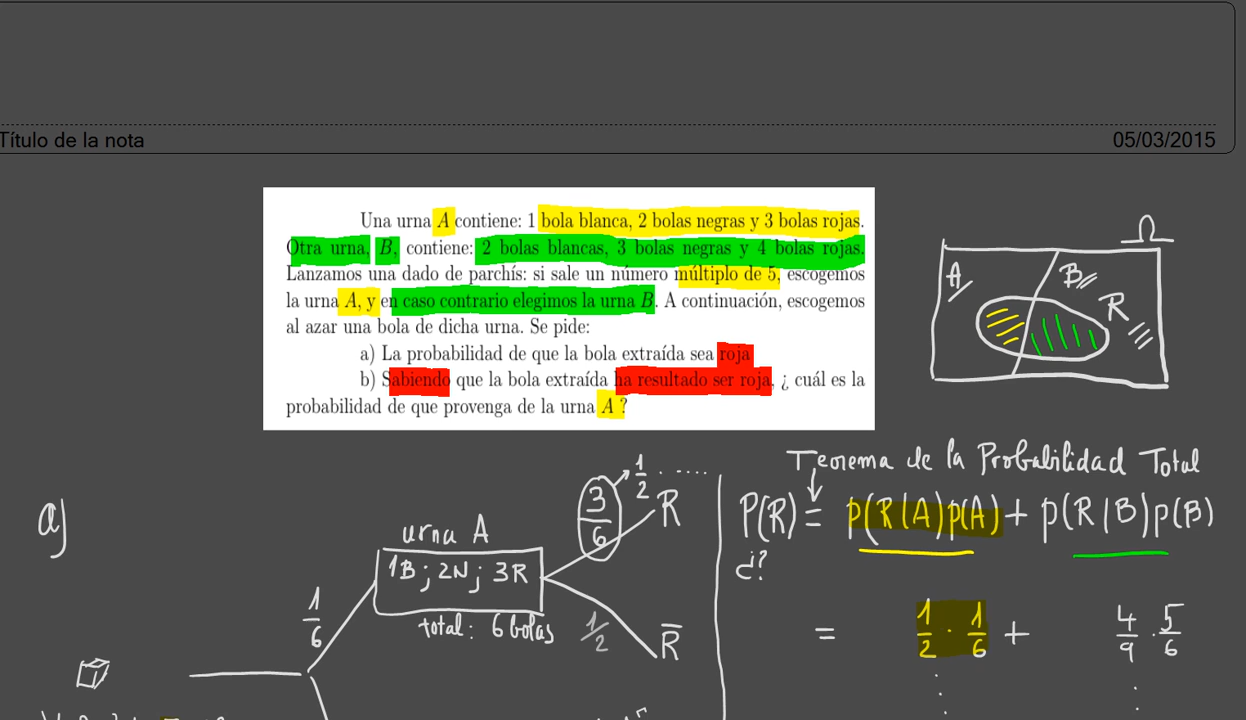 Título de la nota 05/03/2015
Una urna A contiene: 1 bola blanca, 2 bolas negras y 3 bolas rojas.
Otra urna, B, contiene: 2 bolas blancas, 3 bolas negras y 4 bolas rojas.
Lanzamos una dado de parchís: si sale un número múltiplo de 5, escogemos
la urna A, y en caso contrario elegimos la urna B. A continuación, escogemos
al azar una bola de dicha urna. Se pide:
a) La probabilidad de que la bola extraída sea roja
b) Sabiendo que la bola extraída ha resultado ser roja, ¿ cuál es la
probabilidad de que provenga de la urna A ?
Ω
A B R
a)
urna A
1B ; 2N ; 3R
total: 6 bolas
1/6
3/6
1/2 . ....
R
1/2
R̅
Teorema de la Probabilidad Total
P(R) = p(R|A)p(A) + p(R|B)p(B)
¿?
= 1/2 · 1/6 + 4/9 · 5/6